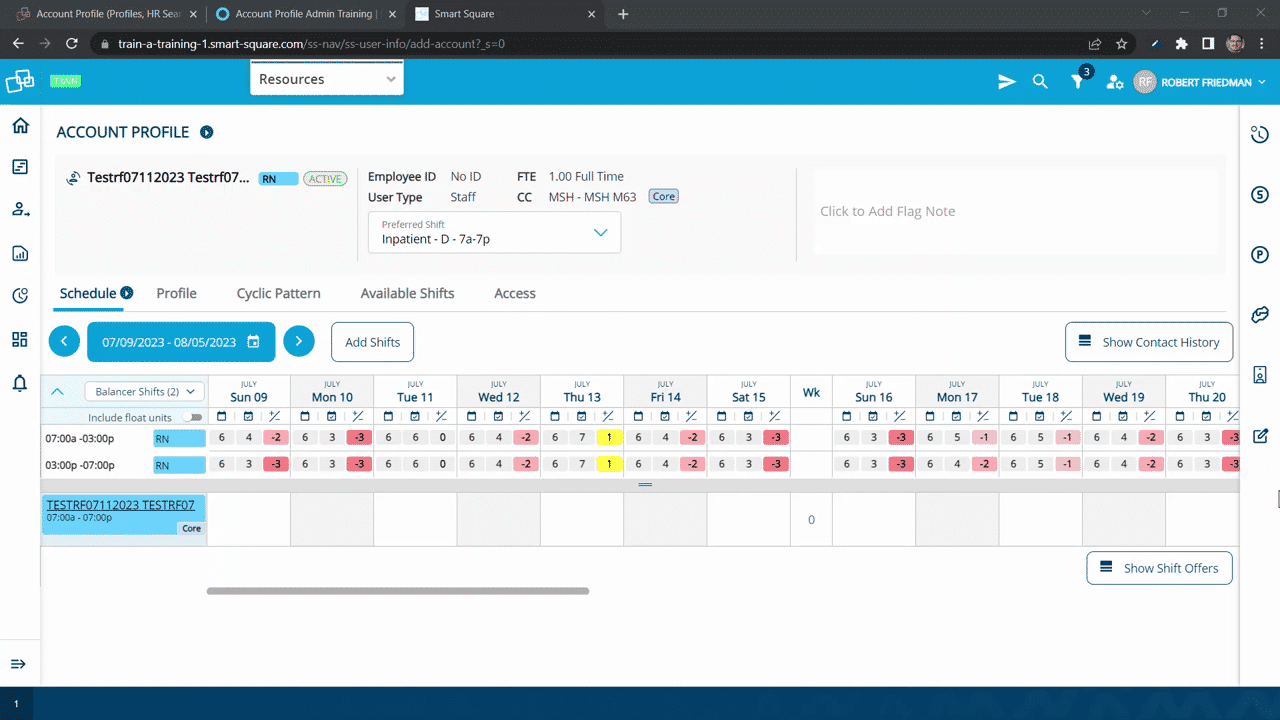 Account Profile (Profiles, HR Sear
Account Profile Admin Training |
Smart Square
train-a-training-1.smart-square.com/ss-nav/ss-user-info/add-account?_s=0
Resources
3
RF
ROBERT FRIEDMAN
ACCOUNT PROFILE
Testrf07112023 Testrf07...
RN
ACTIVE
Employee ID No ID FTE 1.00 Full Time
User Type Staff CC MSH - MSH M63 Core
Preferred Shift
Inpatient - D - 7a-7p
Click to Add Flag Note
Schedule Profile Cyclic Pattern Available Shifts Access
07/09/2023 - 08/05/2023
Add Shifts
Show Contact History
Balancer Shifts (2)
Include float units
JULY JULY JULY JULY JULY JULY JULY JULY JULY JULY JULY JULY
Sun 09 Mon 10 Tue 11 Wed 12 Thu 13 Fri 14 Sat 15 Wk Sun 16 Mon 17 Tue 18 Wed 19 Thu 20
07:00a -03:00p RN 6 4 -2 6 3 -3 6 6 0 6 4 -2 6 7 1 6 4 -2 6 3 -3 6 3 -3 6 5 -1 6 5 -1 6 4 -2 6 3 -3
03:00p -07:00p RN 6 3 -3 6 3 -3 6 6 0 6 4 -2 6 7 1 6 4 -2 6 3 -3 6 3 -3 6 4 -2 6 5 -1 6 4 -2 6 3 -3
TESTRF07112023 TESTRF07
07:00a - 07:00p
Core
0
Show Shift Offers
S
P
1